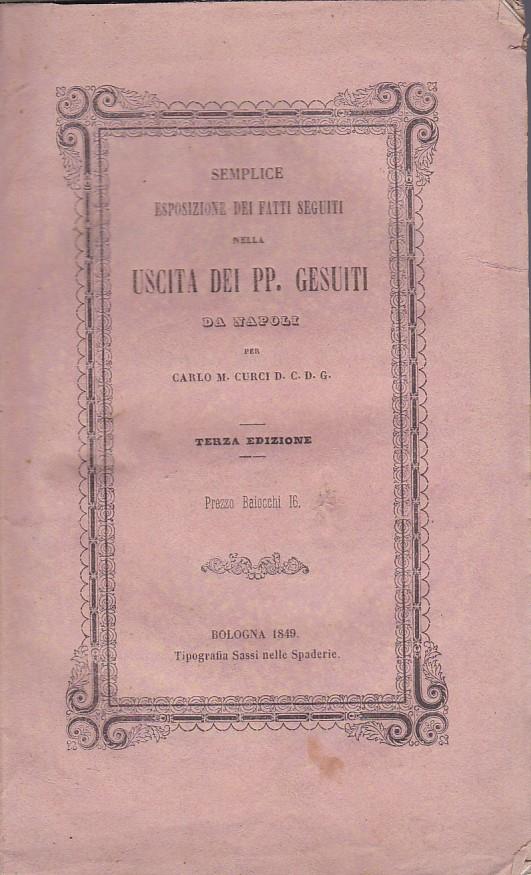 SEMPLICE
ESPOSIZIONE DEI FATTI SEGUITI
NELLA
USCITA DEI PP. GESUITI
DA NAPOLI
PER
CARLO M. CURCI D. C. D. G.
TERZA EDIZIONE
Prezzo Baiocchi 16.
BOLOGNA 1849.
Tipografia Sassi nelle Spaderie.